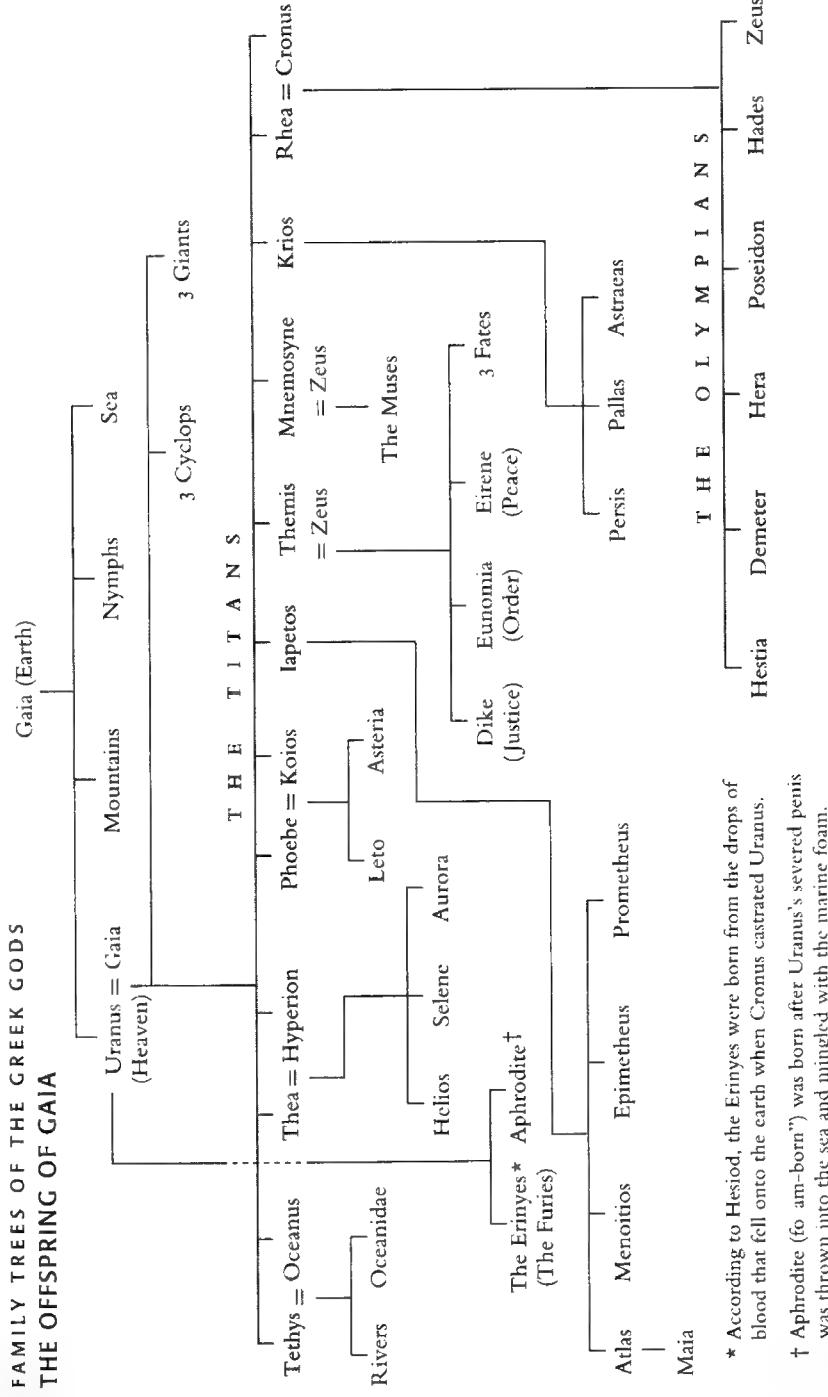 FAMILY TREES OF THE GREEK GODS
THE OFFSPRING OF GAIA
Gaia (Earth)
Uranus = Gaia
(Heaven)
Mountains
Nymphs
Sea
3 Cyclops
3 Giants
THE TITANS
Tethys = Oceanus
Thea = Hyperion
Phoebe = Koios
Iapetos
Themis
= Zeus
Mnemosyne
= Zeus
Krios
Rhea = Cronus
Rivers
Oceanidae
Helios
Selene
Aurora
Leto
Asteria
The Muses
Dike
(Justice)
Eunomia
(Order)
Eirene
(Peace)
3 Fates
The Erinyes *
(The Furies)
Aphrodite †
Persis
Pallas
Astraeas
Atlas
Menoitios
Epimetheus
Prometheus
Maia
THE OLYMPIANS
Hestia
Demeter
Hera
Poseidon
Hades
Zeus
* According to Hesiod, the Erinyes were born from the drops of
blood that fell onto the earth when Cronus castrated Uranus.
† Aphrodite (fo am-born") was born after Uranus's severed penis
was thrown into the sea and mingled with the marine foam.